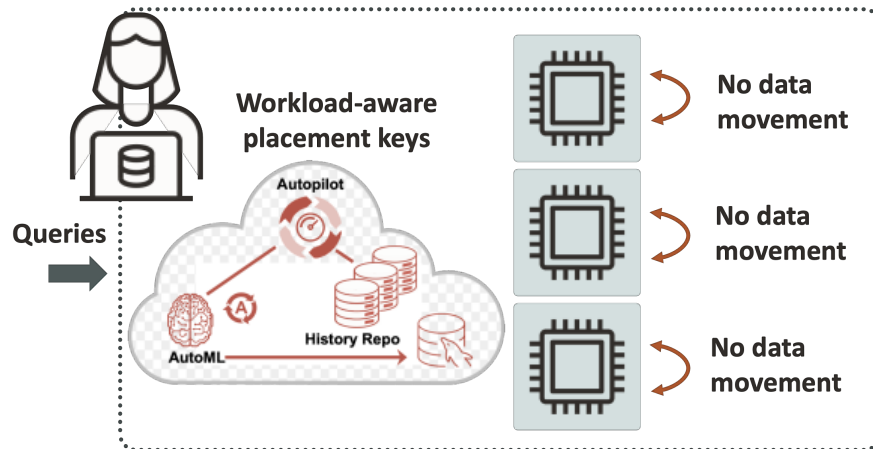 Workload-aware
placement keys
Autopilot
Queries
A
History Repo
AutoML
No data
movement
No data
movement
No data
movement